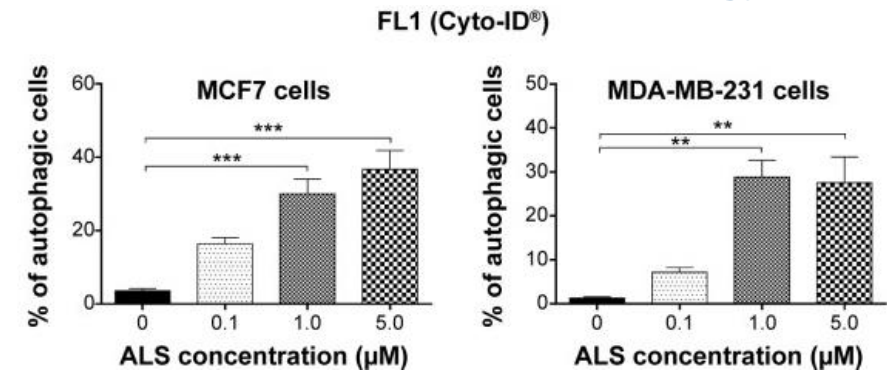 FL1 (Cyto-ID®)
MCF7 cells
% of autophagic cells
60
40
20
0
***
***
0 0.1 1.0 5.0
ALS concentration (µM)
MDA-MB-231 cells
% of autophagic cells
50
40
30
20
10
0
**
**
0 0.1 1.0 5.0
ALS concentration (µM)